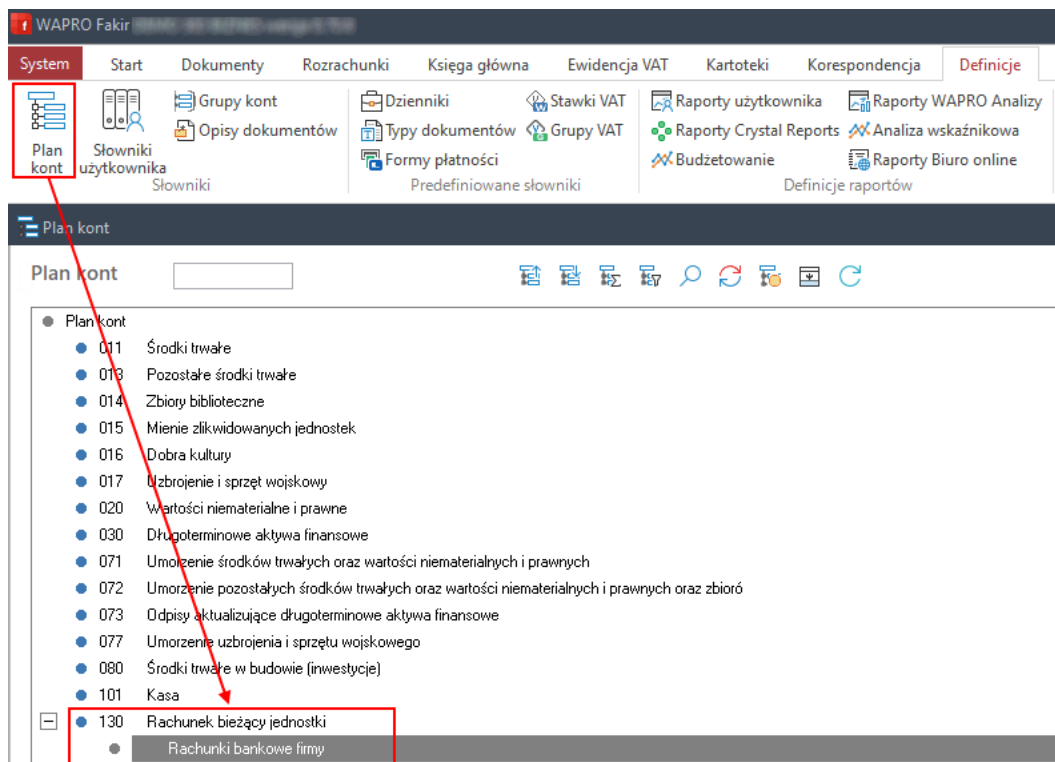 WAPRO Fakir
System Start Dokumenty Rozrachunki Księga główna Ewidencja VAT Kartoteki Korespondencja Definicje
Plan kont
Słowniki użytkownika
Grupy kont
Opisy dokumentów
Słowniki
Dzienniki
Typy dokumentów
Formy płatności
Stawki VAT
Grupy VAT
Predefiniowane słowniki
Raporty użytkownika
Raporty Crystal Reports
Budżetowanie
Raporty WAPRO Analizy
Analiza wskaźnikowa
Raporty Biuro online
Definicje raportów
Plan kont
Plan kont
Plan kont
011 Środki trwałe
013 Pozostałe środki trwałe
014 Zbiory biblioteczne
015 Mienie zlikwidowanych jednostek
016 Dobra kultury
017 Uzbrojenie i sprzęt wojskowy
020 Wartości niematerialne i prawne
030 Długoterminowe aktywa finansowe
071 Umorzenie środków trwałych oraz wartości niematerialnych i prawnych
072 Umorzenie pozostałych środków trwałych oraz wartości niematerialnych i prawnych oraz zbioró
073 Odpisy aktualizujące długoterminowe aktywa finansowe
077 Umorzenie uzbrojenia i sprzętu wojskowego
080 Środki trwałe w budowie (inwestycje)
101 Kasa
130 Rachunek bieżący jednostki
Rachunki bankowe firmy